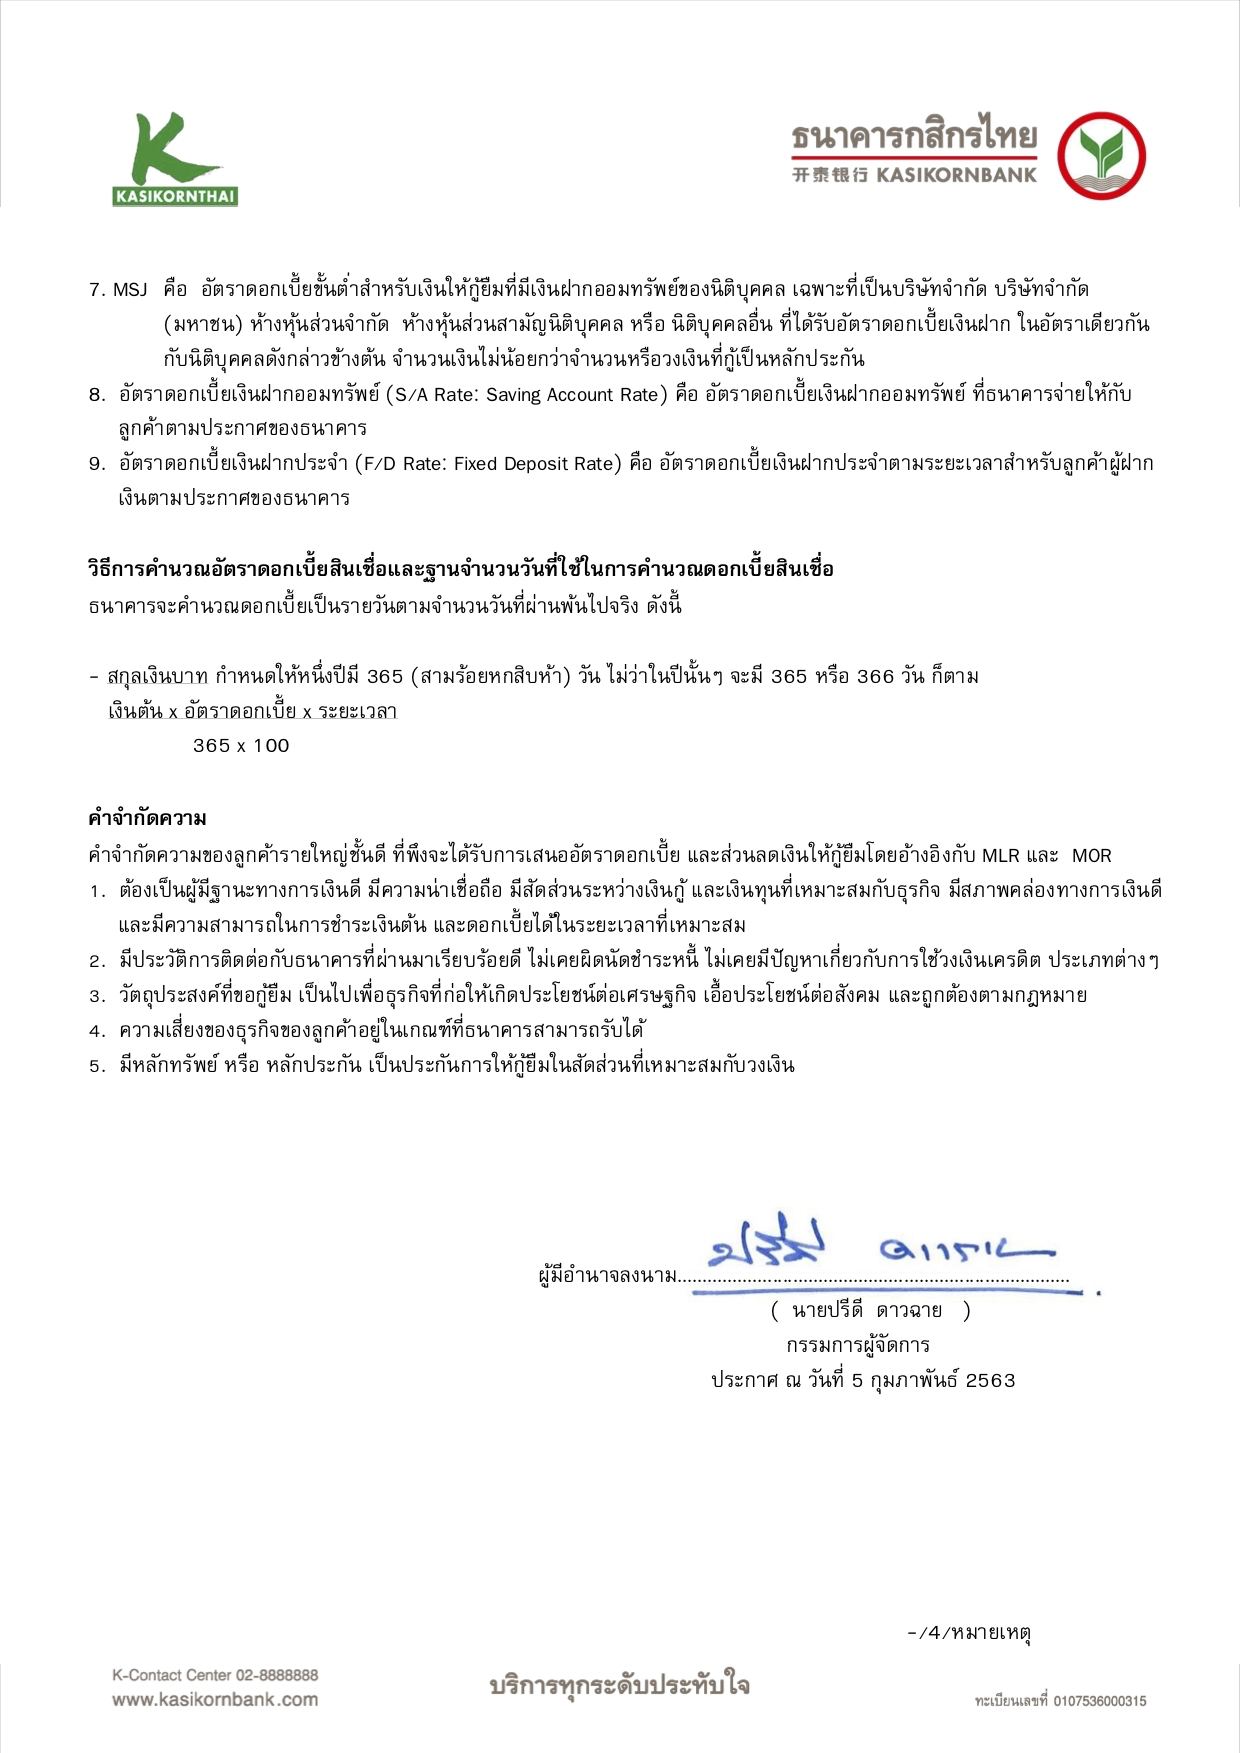 KASIKORNTHAI
ธนาคารกสิกรไทย
开泰银行 KASIKORNBANK
7. MSJ คือ อัตราดอกเบี้ยขั้นต่ำสำหรับเงินให้กู้ยืมที่มีเงินฝากออมทรัพย์ของนิติบุคคล เฉพาะที่เป็นบริษัทจำกัด บริษัทจำกัด
(มหาชน) ห้างหุ้นส่วนจำกัด ห้างหุ้นส่วนสามัญนิติบุคคล หรือ นิติบุคคลอื่น ที่ได้รับอัตราดอกเบี้ยเงินฝาก ในอัตราเดียวกัน
กับนิติบุคคลดังกล่าวข้างต้น จำนวนเงินไม่น้อยกว่าจำนวนหรือวงเงินที่กู้เป็นหลักประกัน
8. อัตราดอกเบี้ยเงินฝากออมทรัพย์ (S/A Rate: Saving Account Rate) คือ อัตราดอกเบี้ยเงินฝากออมทรัพย์ ที่ธนาคารจ่ายให้กับ
ลูกค้าตามประกาศของธนาคาร
9. อัตราดอกเบี้ยเงินฝากประจำ (F/D Rate: Fixed Deposit Rate) คือ อัตราดอกเบี้ยเงินฝากประจำตามระยะเวลาสำหรับลูกค้าผู้ฝาก
เงินตามประกาศของธนาคาร
วิธีการคำนวณอัตราดอกเบี้ยสินเชื่อและฐานจำนวนวันที่ใช้ในการคำนวณดอกเบี้ยสินเชื่อ
ธนาคารจะคำนวณดอกเบี้ยเป็นรายวันตามจำนวนวันที่ผ่านพ้นไปจริง ดังนี้
- สกุลเงินบาท กำหนดให้หนึ่งปีมี 365 (สามร้อยหกสิบห้า) วัน ไม่ว่าในปีนั้นๆ จะมี 365 หรือ 366 วัน ก็ตาม
เงินต้น x อัตราดอกเบี้ย x ระยะเวลา
365 x 100
คำจำกัดความ
คำจำกัดความของลูกค้ารายใหญ่ชั้นดี ที่พึงจะได้รับการเสนออัตราดอกเบี้ย และส่วนลดเงินให้กู้ยืมโดยอ้างอิงกับ MLR และ MOR
1. ต้องเป็นผู้มีฐานะทางการเงินดี มีความน่าเชื่อถือ มีสัดส่วนระหว่างเงินกู้ และเงินทุนที่เหมาะสมกับธุรกิจ มีสภาพคล่องทางการเงินดี
และมีความสามารถในการชำระเงินต้น และดอกเบี้ยได้ในระยะเวลาที่เหมาะสม
2. มีประวัติการติดต่อกับธนาคารที่ผ่านมาเรียบร้อยดี ไม่เคยผิดนัดชำระหนี้ ไม่เคยมีปัญหาเกี่ยวกับการใช้วงเงินเครดิต ประเภทต่างๆ
3. วัตถุประสงค์ที่ขอกู้ยืม เป็นไปเพื่อธุรกิจที่ก่อให้เกิดประโยชน์ต่อเศรษฐกิจ เอื้อประโยชน์ต่อสังคม และถูกต้องตามกฎหมาย
4. ความเสี่ยงของธุรกิจของลูกค้าอยู่ในเกณฑ์ที่ธนาคารสามารถรับได้
5. มีหลักทรัพย์ หรือ หลักประกัน เป็นประกันการให้กู้ยืมในสัดส่วนที่เหมาะสมกับวงเงิน
ปรีดี ดาวฉาย
ผู้มีอำนาจลงนาม..............................................................................
( นายปรีดี ดาวฉาย )
กรรมการผู้จัดการ
ประกาศ ณ วันที่ 5 กุมภาพันธ์ 2563
-/4/หมายเหตุ
K-Contact Center 02-8888888
www.kasikornbank.com
บริการทุกระดับประทับใจ
ทะเบียนเลขที่ 0107536000315